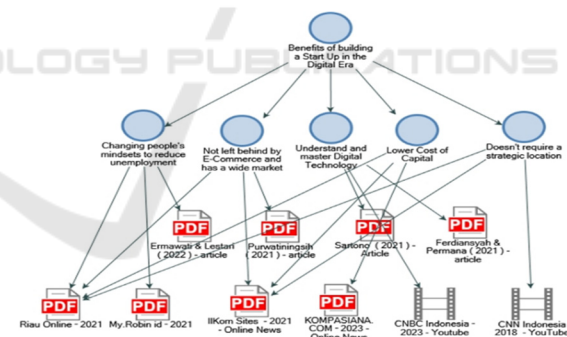 OLOGY PUBLICATIONS
Benefits of building
a Start Up in the
Digital Era
Changing people's
mindsets to reduce
unemployment
Not left behind by
E-Commerce and
has a wide market
Understand and
master Digital
Technology
Lower Cost of
Capital
Doesn't require a
strategic location
PDF
Ermawati & Lestari
( 2022 ) - article
PDF
Purwatiningsih
( 2021 ) - article
PDF
Sartono ( 2021 ) -
Article
PDF
Ferdiansyah &
Permana ( 2021 ) -
article
PDF
Riau Online - 2021
PDF
My.Robin id - 2021
PDF
IIKom Sites - 2021
- Online News
PDF
KOMPASIANA.
COM - 2023 -
Online News
CNBC Indonesia -
2023 - Youtube
CNN Indonesia
2018 - YouTube